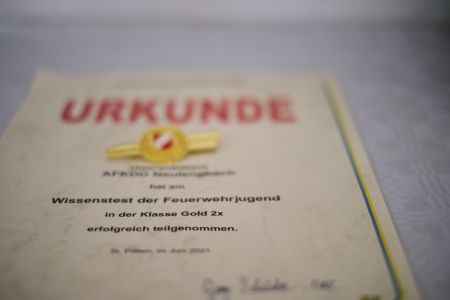 URKUNDE
AFKDO Neulengbach
hat am
Wissenstest der Feuerwehrjugend
in der Klasse Gold 2x
erfolgreich teilgenommen.
St. Pölten, im Juni 2021